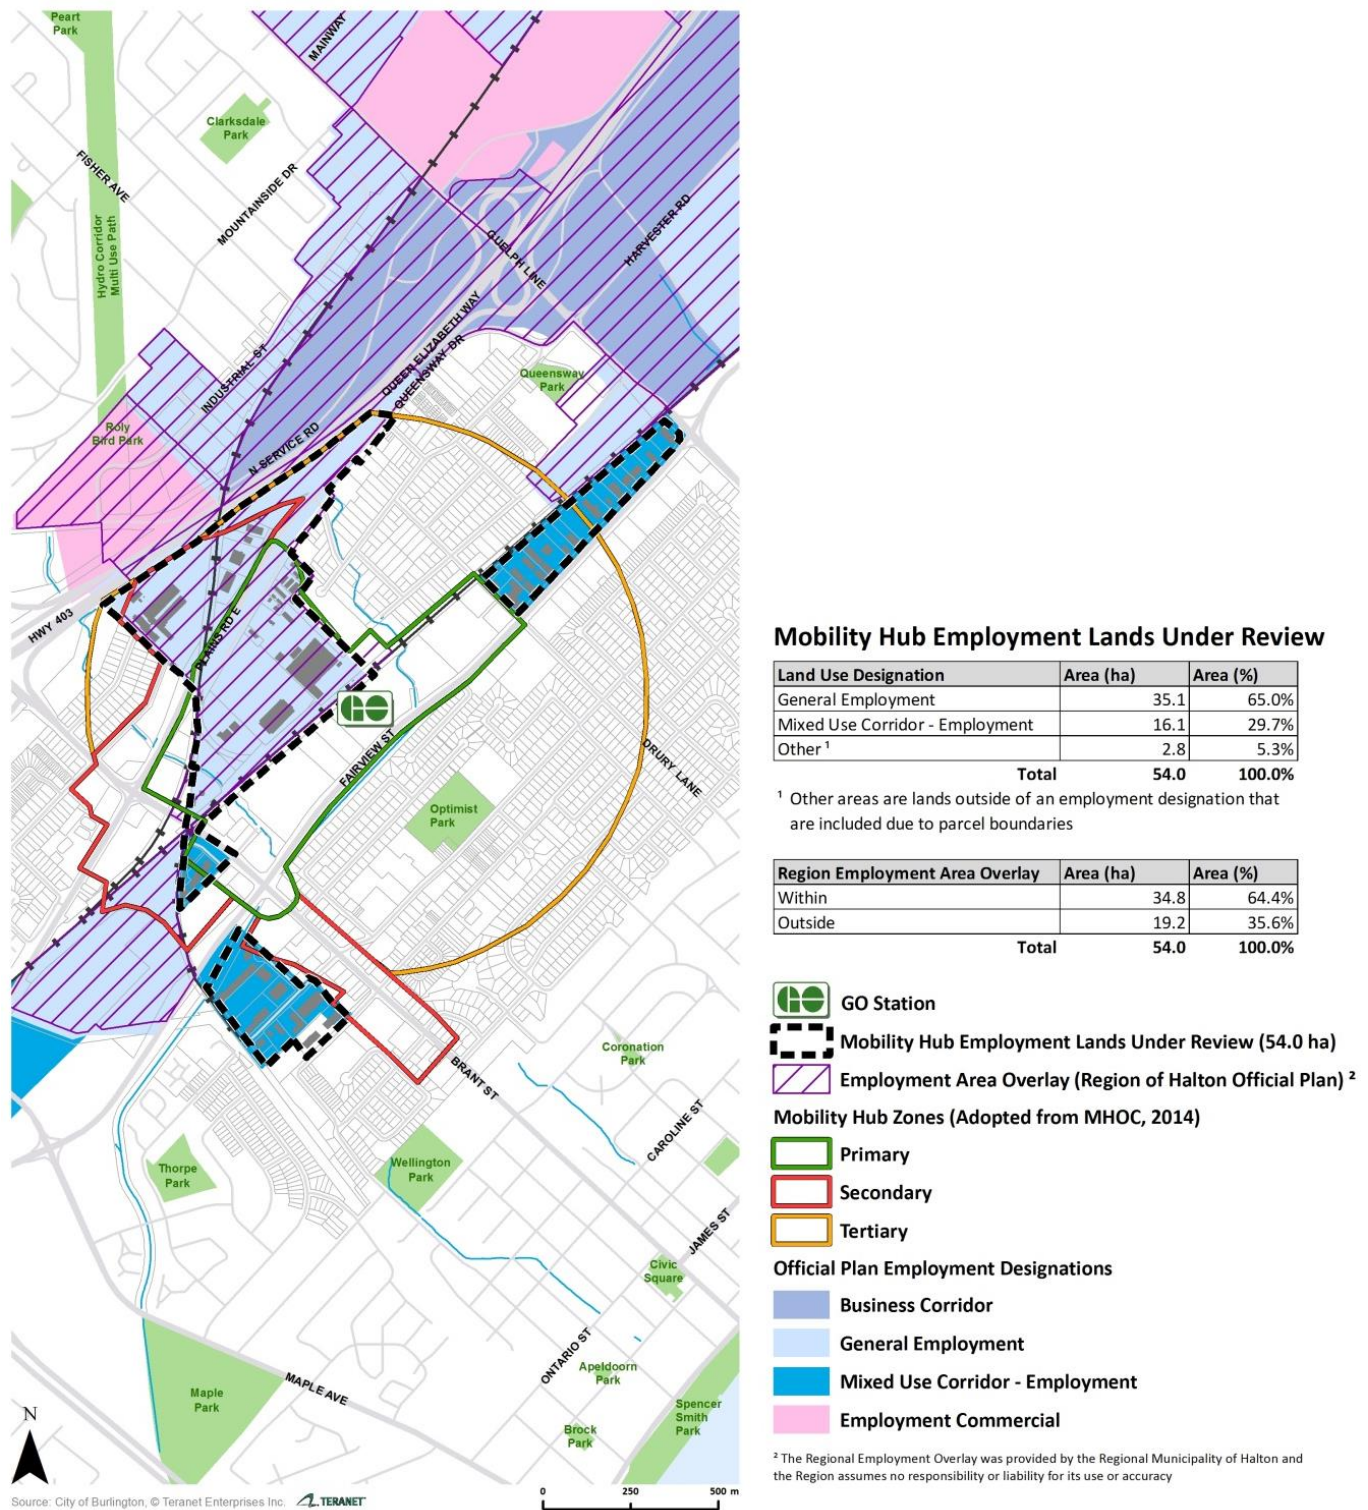 Peart
Park
MAINWAY
Clarksdale
Park
FISHER AVE
MOUNTAINSIDE DR
Hydro Corridor
Multi Use Path
GUELPH LINE
HARVESTER RD
QUEEN ELIZABETH WAY
QUEENSWAY DR
INDUSTRIAL ST
Queensway
Park
Roly
Bird Park
N SERVICE RD
HWY 403
PLAINS RD E
GO
FAIRVIEW ST
DRURY LANE
Optimist
Park
BRANT ST
Coronation
Park
CAROLINE ST
Thorpe
Park
Wellington
Park
JAMES ST
Civic
Square
ONTARIO ST
Apeldoorn
Park
MAPLE AVE
Maple
Park
Spencer
Smith
Park
Brock
Park
N
Source: City of Burlington, © Teranet Enterprises Inc. TERANET
0 250 500 m
Mobility Hub Employment Lands Under Review
Land Use Designation Area (ha) Area (%)
General Employment 35.1 65.0%
Mixed Use Corridor - Employment 16.1 29.7%
Other ¹ 2.8 5.3%
Total 54.0 100.0%
¹ Other areas are lands outside of an employment designation that
are included due to parcel boundaries
Region Employment Area Overlay Area (ha) Area (%)
Within 34.8 64.4%
Outside 19.2 35.6%
Total 54.0 100.0%
GO GO Station
Mobility Hub Employment Lands Under Review (54.0 ha)
Employment Area Overlay (Region of Halton Official Plan) ²
Mobility Hub Zones (Adopted from MHOC, 2014)
Primary
Secondary
Tertiary
Official Plan Employment Designations
Business Corridor
General Employment
Mixed Use Corridor - Employment
Employment Commercial
² The Regional Employment Overlay was provided by the Regional Municipality of Halton and
the Region assumes no responsibility or liability for its use or accuracy